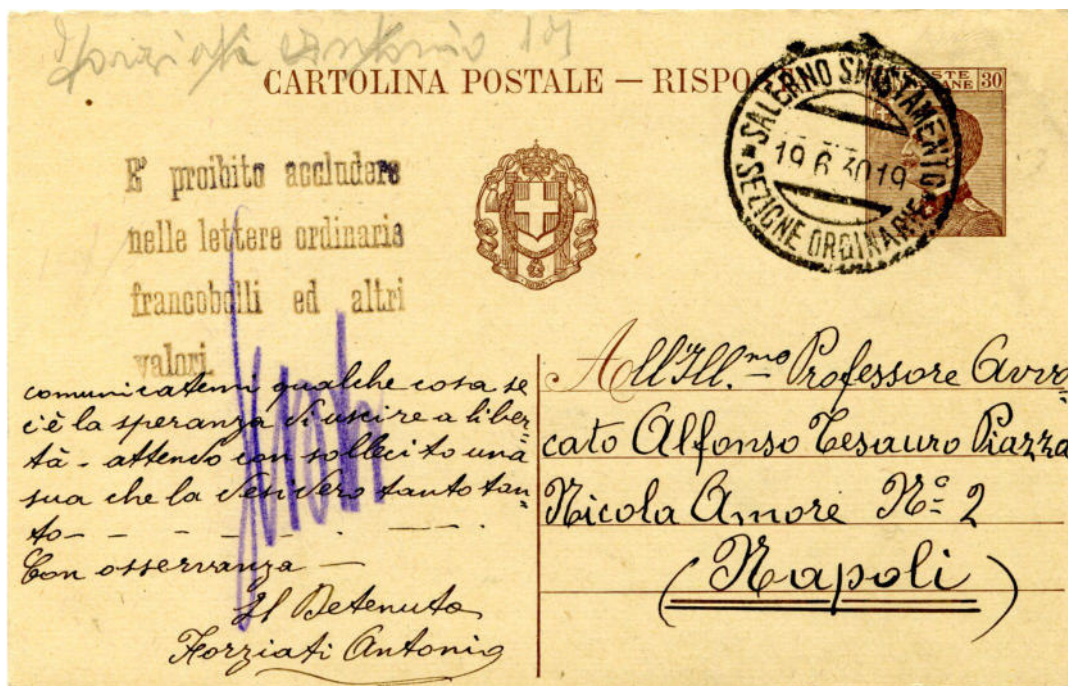 Antonio
CARTOLINA POSTALE — RISPO
POSTE
30
SALERNO SMISTAMENTO
19.6.30 19
SEZIONE ORDINARIE
E' proibito accludere
nelle lettere ordinarie
francobolli ed altri
valori.
comunicatemi qualche cosa se
c'è la speranza di uscire a liber=
tà - attendo con sollecito una
sua che la desidero tanto tan=
to - - - - - - -
Con osservanza —
Il Detenuto
Forziati Antonio
All'Ill.mo Professore Avvo
cato Alfonso Tesauro Piazza
Nicola Amore No= 2
(Napoli)